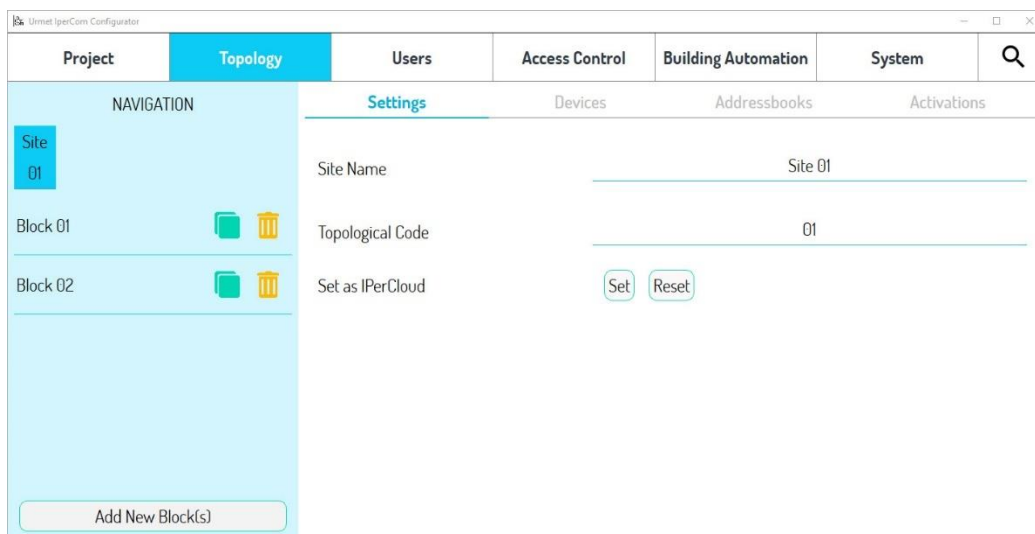 Urmet IperCom Configurator
Project Topology Users Access Control Building Automation System
NAVIGATION
Settings Devices Addressbooks Activations
Site
01
Site Name Site 01
Block 01
Topological Code 01
Block 02
Set as IPerCloud Set Reset
Add New Block(s)